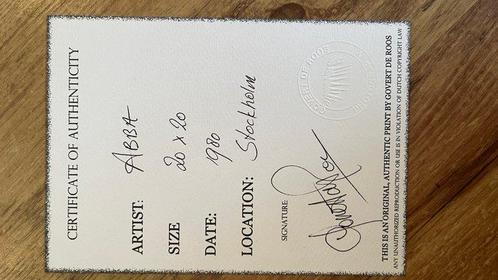 CERTIFICATE OF AUTHENTICITY
ARTIST: ABBA
SIZE 20 x 20
DATE: 1980
LOCATION: Stockholm
SIGNATURE:
THIS IS AN ORIGINAL, AUTHENTIC PRINT BY GOVERT DE ROOS
ANY UNAUTHORIZED REPRODUCTION OR USE IS IN VIOLATION OF DUTCH COPYRIGHT LAW